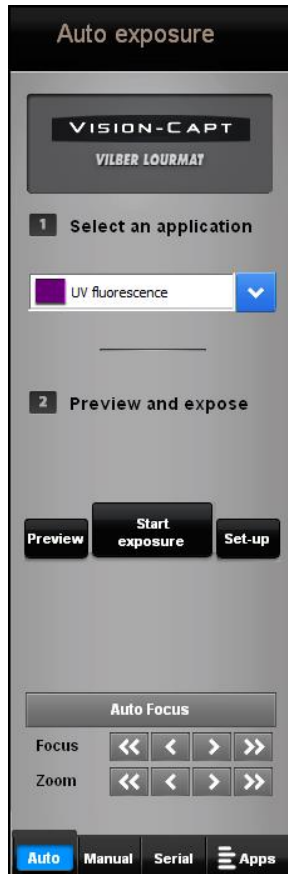 Auto exposure
VISION-CAPT
VILBER LOURMAT
1 Select an application
UV fluorescence
2 Preview and expose
Preview
Start
exposure
Set-up
Auto Focus
Focus
Zoom
Auto Manual Serial Apps